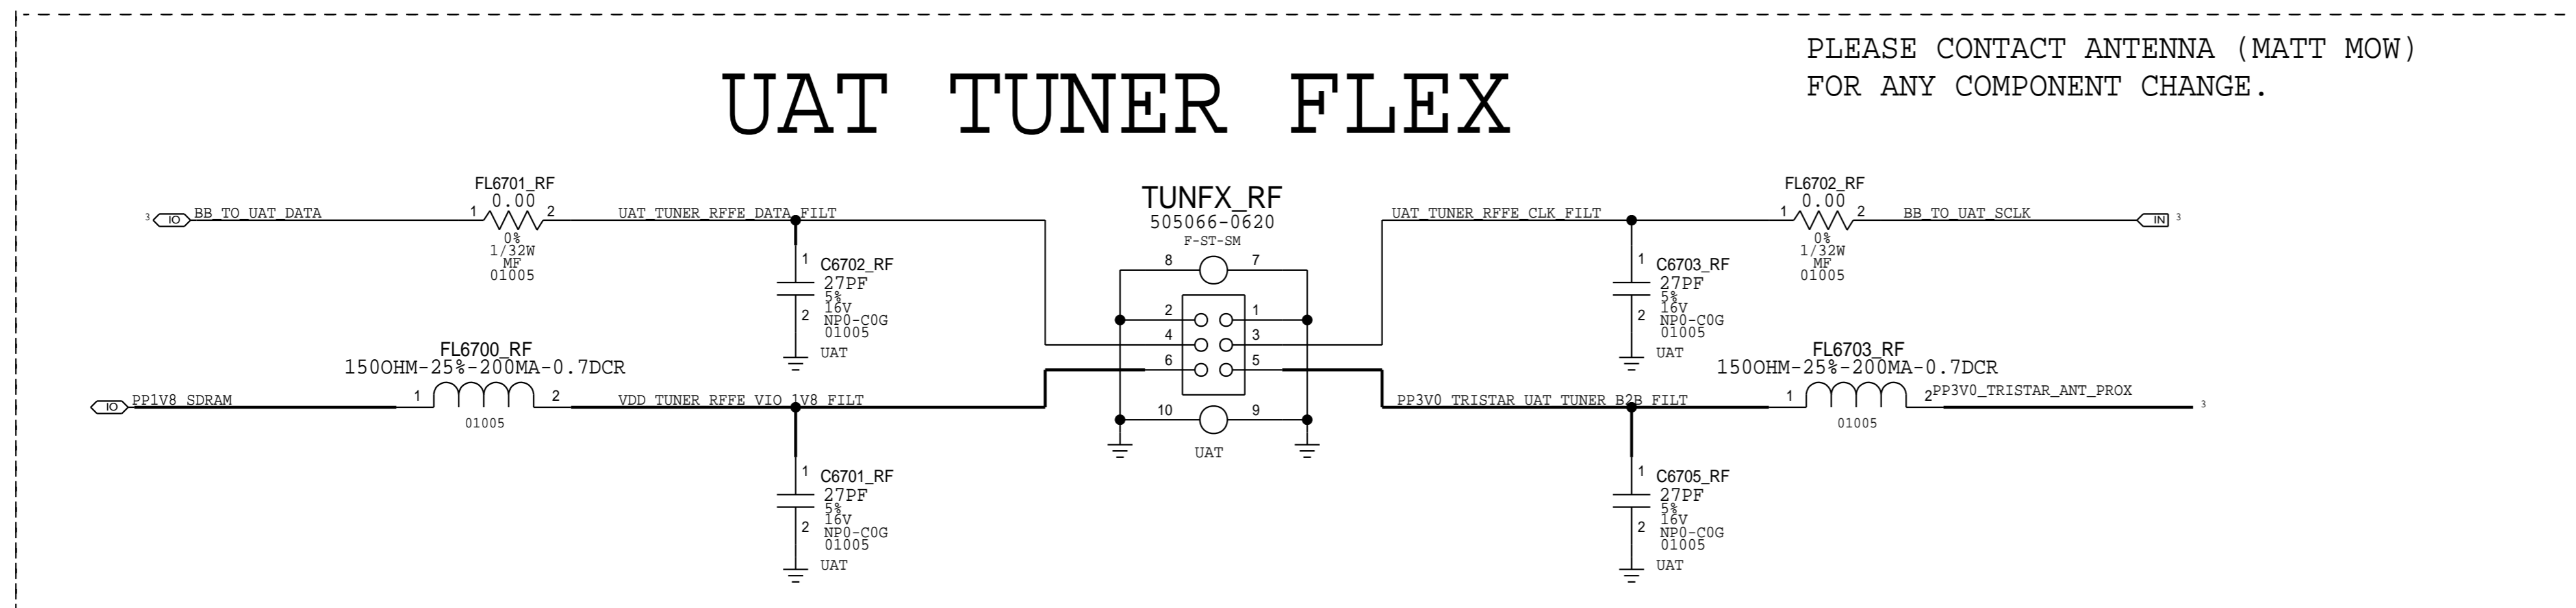 PLEASE CONTACT ANTENNA (MATT MOW)
FOR ANY COMPONENT CHANGE.
UAT TUNER FLEX
FL6701_RF
0.00
3 IO BB_TO_UAT_DATA 1 2 UAT_TUNER_RFFE_DATA_FILT
0%
1/32W
MF
01005
C6702_RF
1
27PF
5%
16V
2
NP0-C0G
01005
UAT
FL6700_RF
150OHM-25%-200MA-0.7DCR
IO PP1V8_SDRAM 1 2 VDD_TUNER_RFFE_VIO_1V8_FILT
01005
C6701_RF
1
27PF
5%
16V
2
NP0-C0G
01005
UAT
TUNFX_RF
505066-0620
F-ST-SM
8 7
2 1
4 3
6 5
10 9
UAT
FL6702_RF
0.00
UAT_TUNER_RFFE_CLK_FILT 1 2 BB_TO_UAT_SCLK IN 3
0%
1/32W
MF
01005
C6703_RF
1
27PF
5%
16V
2
NP0-C0G
01005
UAT
FL6703_RF
150OHM-25%-200MA-0.7DCR
PP3V0_TRISTAR_UAT_TUNER_B2B_FILT 1 2 PP3V0_TRISTAR_ANT_PROX 3
01005
C6705_RF
1
27PF
5%
16V
2
NP0-C0G
01005
UAT